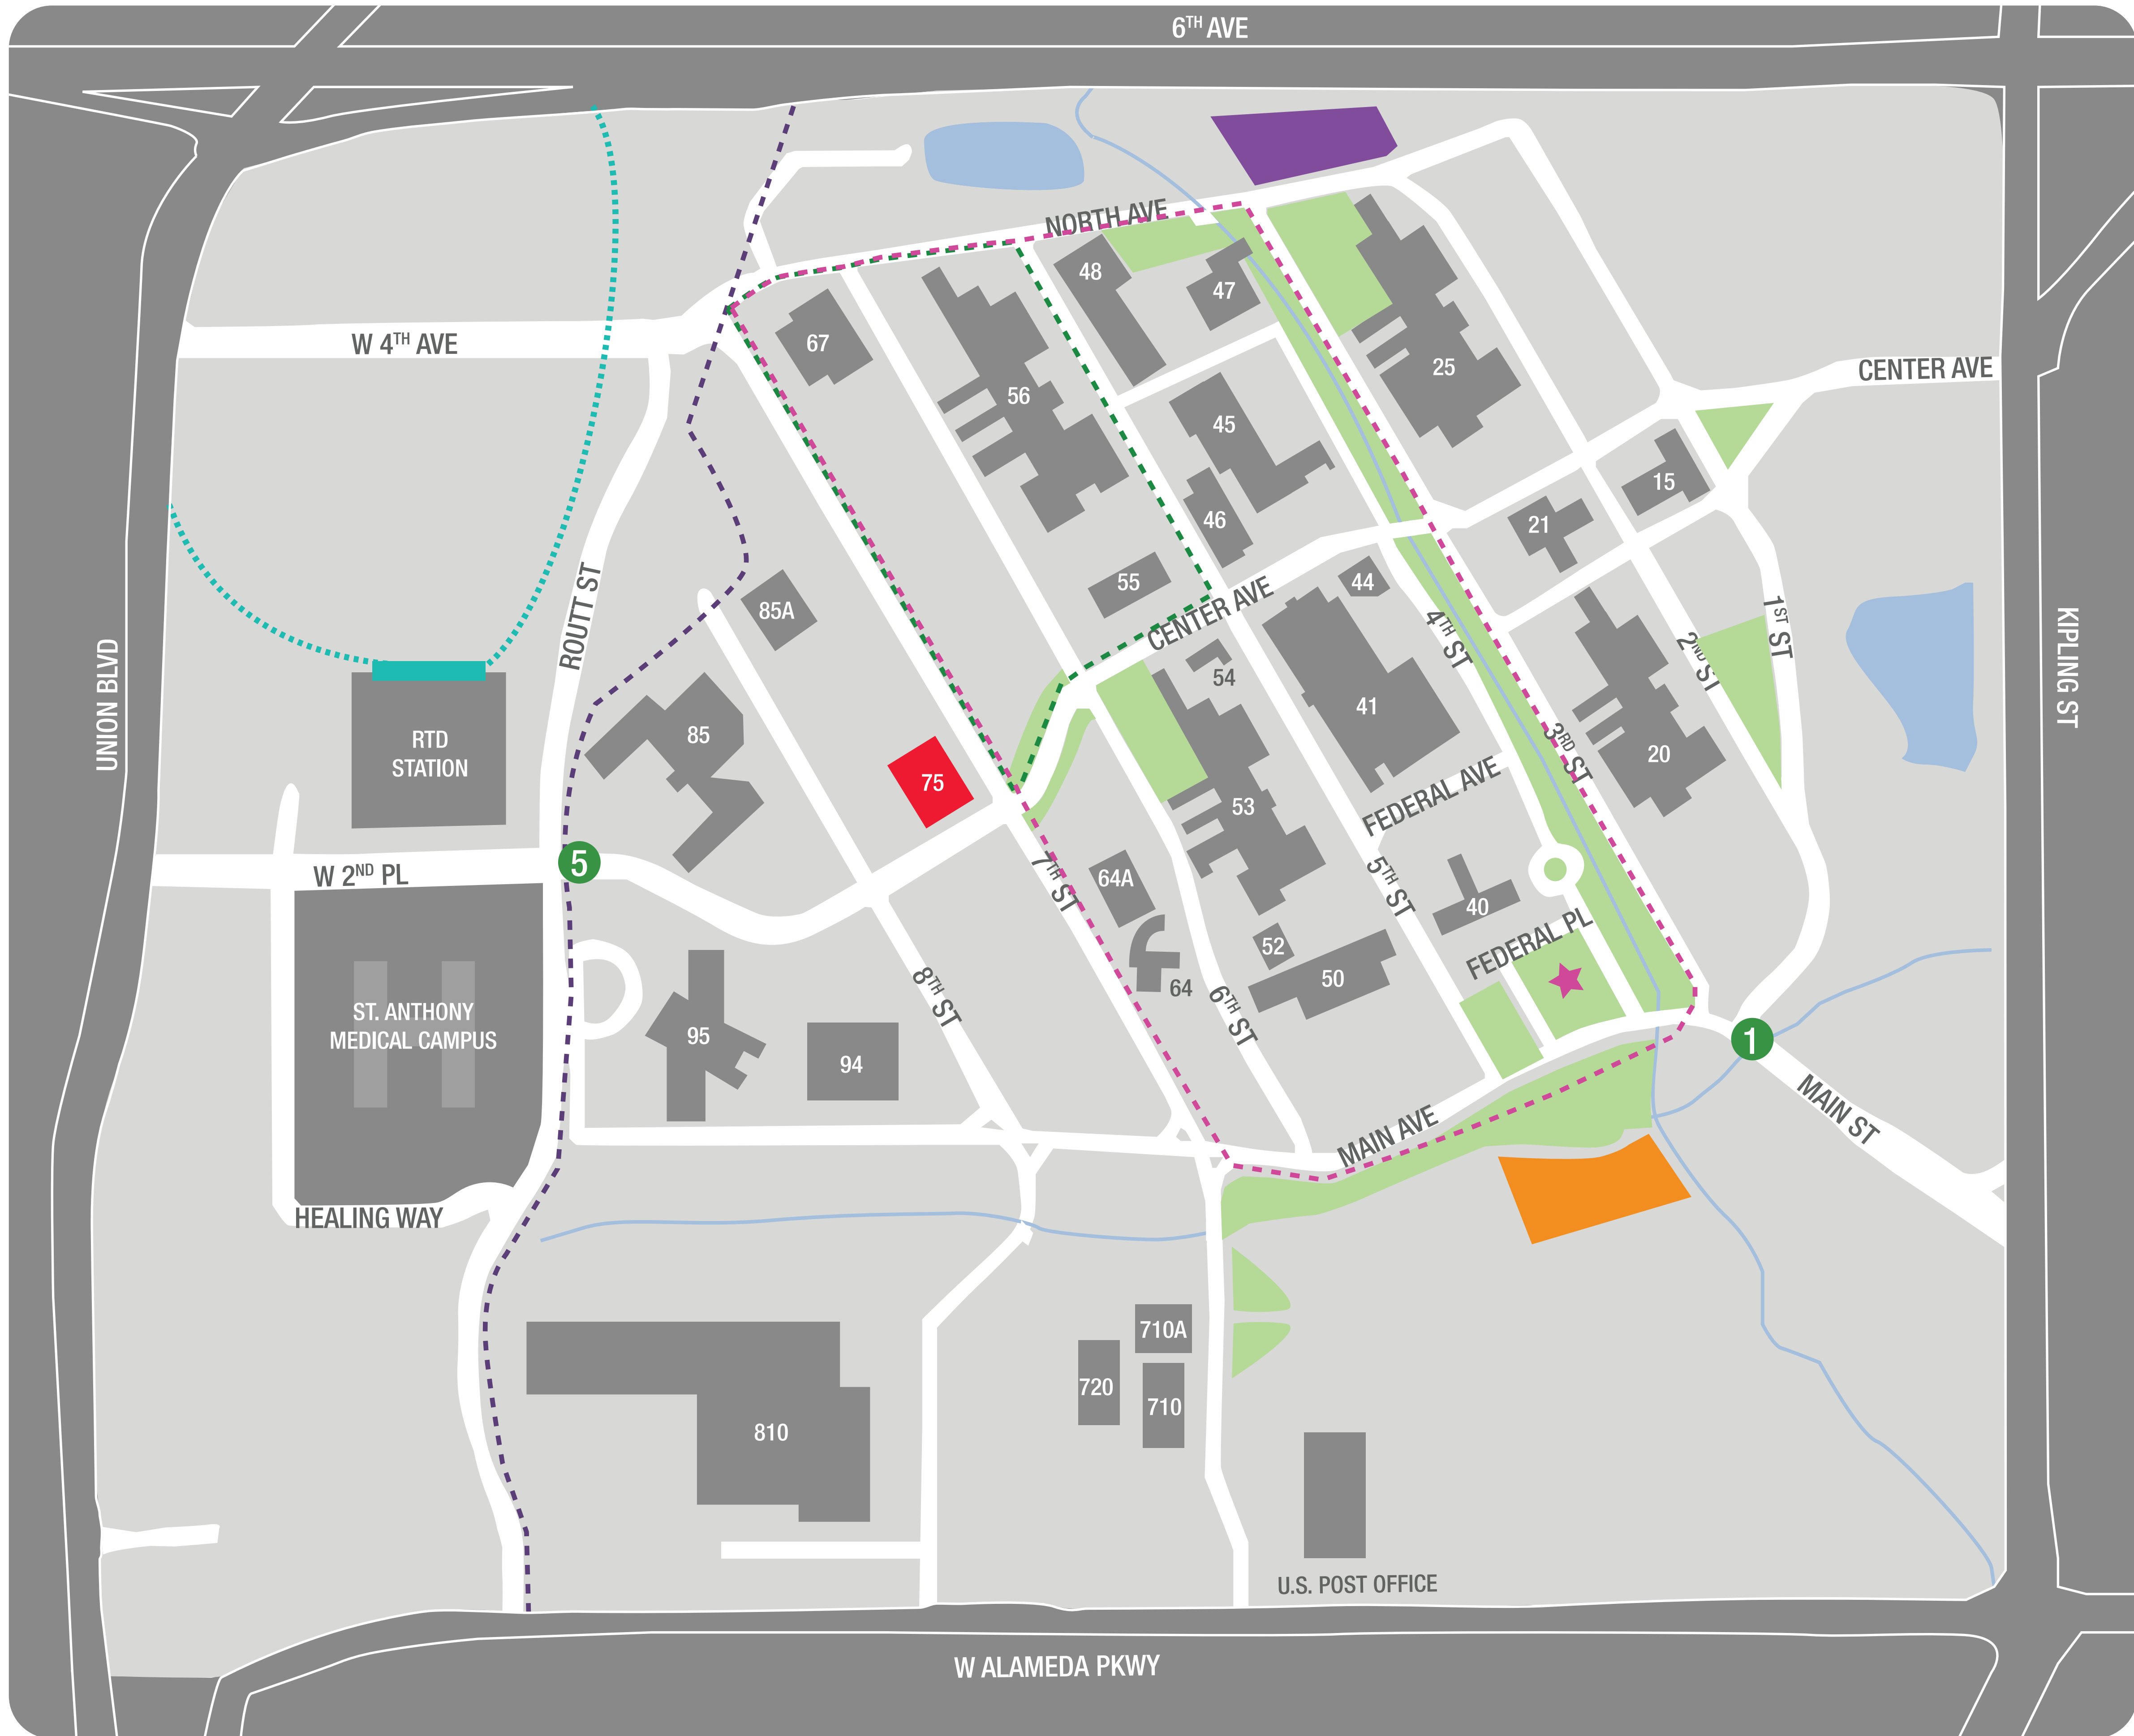 6TH AVE
NORTH AVE
48
47
67
W 4TH AVE
25
CENTER AVE
56
45
15
46
21
55
44
85A
ROUTT ST
CENTER AVE
4TH ST
1ST ST
2ND ST
UNION BLVD
KIPLING ST
54
41
85
RTD
STATION
3RD ST
20
75
FEDERAL AVE
53
5
W 2ND PL
7TH ST
64A
5TH ST
40
FEDERAL PL
52
50
64
8TH ST
6TH ST
ST. ANTHONY
MEDICAL CAMPUS
95
94
1
MAIN ST
MAIN AVE
HEALING WAY
710A
720
710
810
U.S. POST OFFICE
W ALAMEDA PKWY